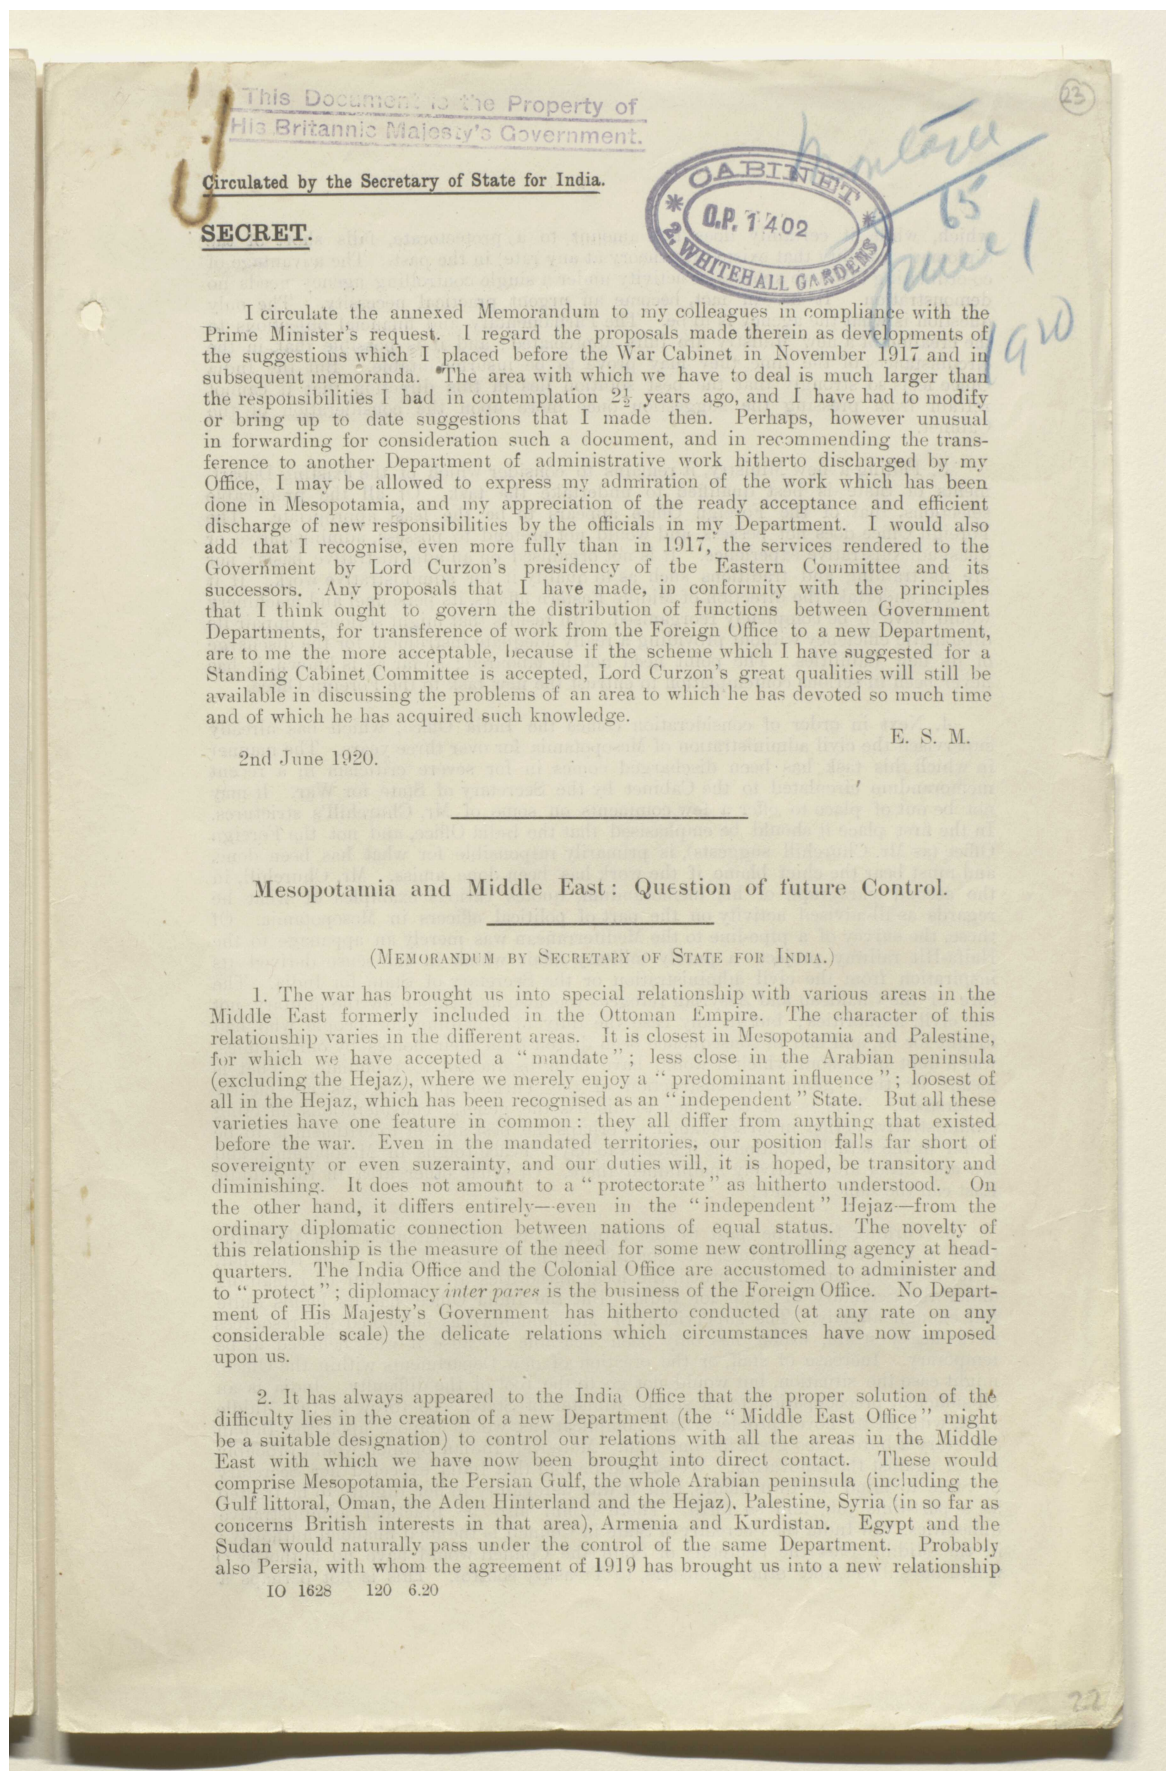 23
This Document is the Property of
His Britannic Majesty's Government.
Montagu
65
June 1
1920
Circulated by the Secretary of State for India.
CABINET
C.P. 1402
2, WHITEHALL GARDENS
SECRET.
I circulate the annexed Memorandum to my colleagues in compliance with the
Prime Minister's request. I regard the proposals made therein as developments of
the suggestions which I placed before the War Cabinet in November 1917 and in
subsequent memoranda. The area with which we have to deal is much larger than
the responsibilities I had in contemplation 2½ years ago, and I have had to modify
or bring up to date suggestions that I made then. Perhaps, however unusual
in forwarding for consideration such a document, and in recommending the trans-
ference to another Department of administrative work hitherto discharged by my
Office, I may be allowed to express my admiration of the work which has been
done in Mesopotamia, and my appreciation of the ready acceptance and efficient
discharge of new responsibilities by the officials in my Department. I would also
add that I recognise, even more fully than in 1917, the services rendered to the
Government by Lord Curzon's presidency of the Eastern Committee and its
successors. Any proposals that I have made, in conformity with the principles
that I think ought to govern the distribution of functions between Government
Departments, for transference of work from the Foreign Office to a new Department,
are to me the more acceptable, because if the scheme which I have suggested for a
Standing Cabinet Committee is accepted, Lord Curzon's great qualities will still be
available in discussing the problems of an area to which he has devoted so much time
and of which he has acquired such knowledge.
E. S. M.
2nd June 1920.
Mesopotamia and Middle East: Question of future Control.
(MEMORANDUM BY SECRETARY OF STATE FOR INDIA.)
1. The war has brought us into special relationship with various areas in the
Middle East formerly included in the Ottoman Empire. The character of this
relationship varies in the different areas. It is closest in Mesopotamia and Palestine,
for which we have accepted a "mandate"; less close in the Arabian peninsula
(excluding the Hejaz), where we merely enjoy a "predominant influence"; loosest of
all in the Hejaz, which has been recognised as an "independent" State. But all these
varieties have one feature in common: they all differ from anything that existed
before the war. Even in the mandated territories, our position falls far short of
sovereignty or even suzerainty, and our duties will, it is hoped, be transitory and
diminishing. It does not amount to a "protectorate" as hitherto understood. On
the other hand, it differs entirely—even in the "independent" Hejaz—from the
ordinary diplomatic connection between nations of equal status. The novelty of
this relationship is the measure of the need for some new controlling agency at head-
quarters. The India Office and the Colonial Office are accustomed to administer and
to "protect"; diplomacy inter pares is the business of the Foreign Office. No Depart-
ment of His Majesty's Government has hitherto conducted (at any rate on any
considerable scale) the delicate relations which circumstances have now imposed
upon us.
2. It has always appeared to the India Office that the proper solution of the
difficulty lies in the creation of a new Department (the "Middle East Office" might
be a suitable designation) to control our relations with all the areas in the Middle
East with which we have now been brought into direct contact. These would
comprise Mesopotamia, the Persian Gulf, the whole Arabian peninsula (including the
Gulf littoral, Oman, the Aden Hinterland and the Hejaz), Palestine, Syria (in so far as
concerns British interests in that area), Armenia and Kurdistan. Egypt and the
Sudan would naturally pass under the control of the same Department. Probably
also Persia, with whom the agreement of 1919 has brought us into a new relationship
IO 1628 120 6.20
22